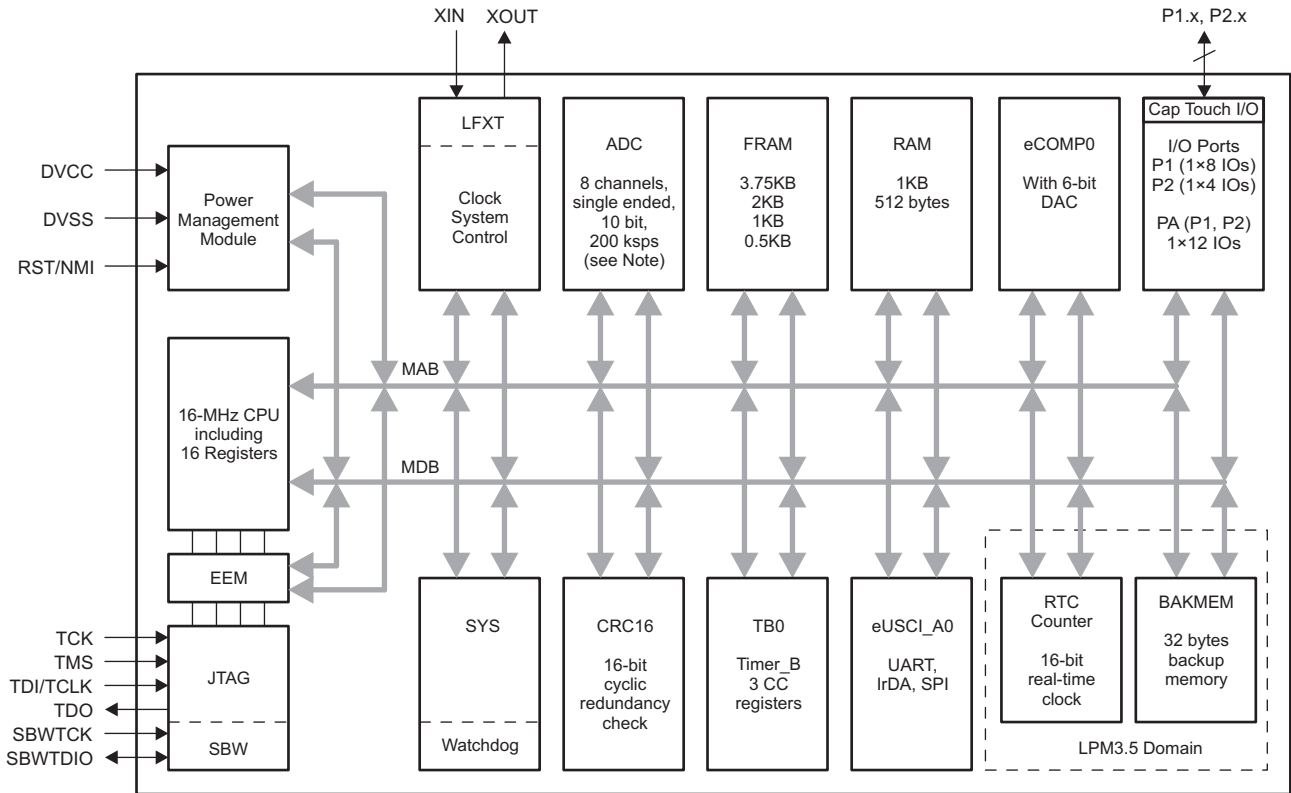 XIN
XOUT
P1.x, P2.x
DVCC
DVSS
RST/NMI
Power
Management
Module
LFXT
Clock
System
Control
ADC
8 channels,
single ended,
10 bit,
200 ksps
(see Note)
FRAM
3.75KB
2KB
1KB
0.5KB
RAM
1KB
512 bytes
eCOMP0
With 6-bit
DAC
Cap Touch I/O
I/O Ports
P1 (1×8 IOs)
P2 (1×4 IOs)
PA (P1, P2)
1×12 IOs
MAB
16-MHz CPU
including
16 Registers
MDB
EEM
TCK
TMS
TDI/TCLK
TDO
SBWTCK
SBWTDIO
JTAG
SBW
SYS
Watchdog
CRC16
16-bit
cyclic
redundancy
check
TB0
Timer_B
3 CC
registers
eUSCI_A0
UART,
IrDA, SPI
RTC
Counter
16-bit
real-time
clock
BAKMEM
32 bytes
backup
memory
LPM3.5 Domain